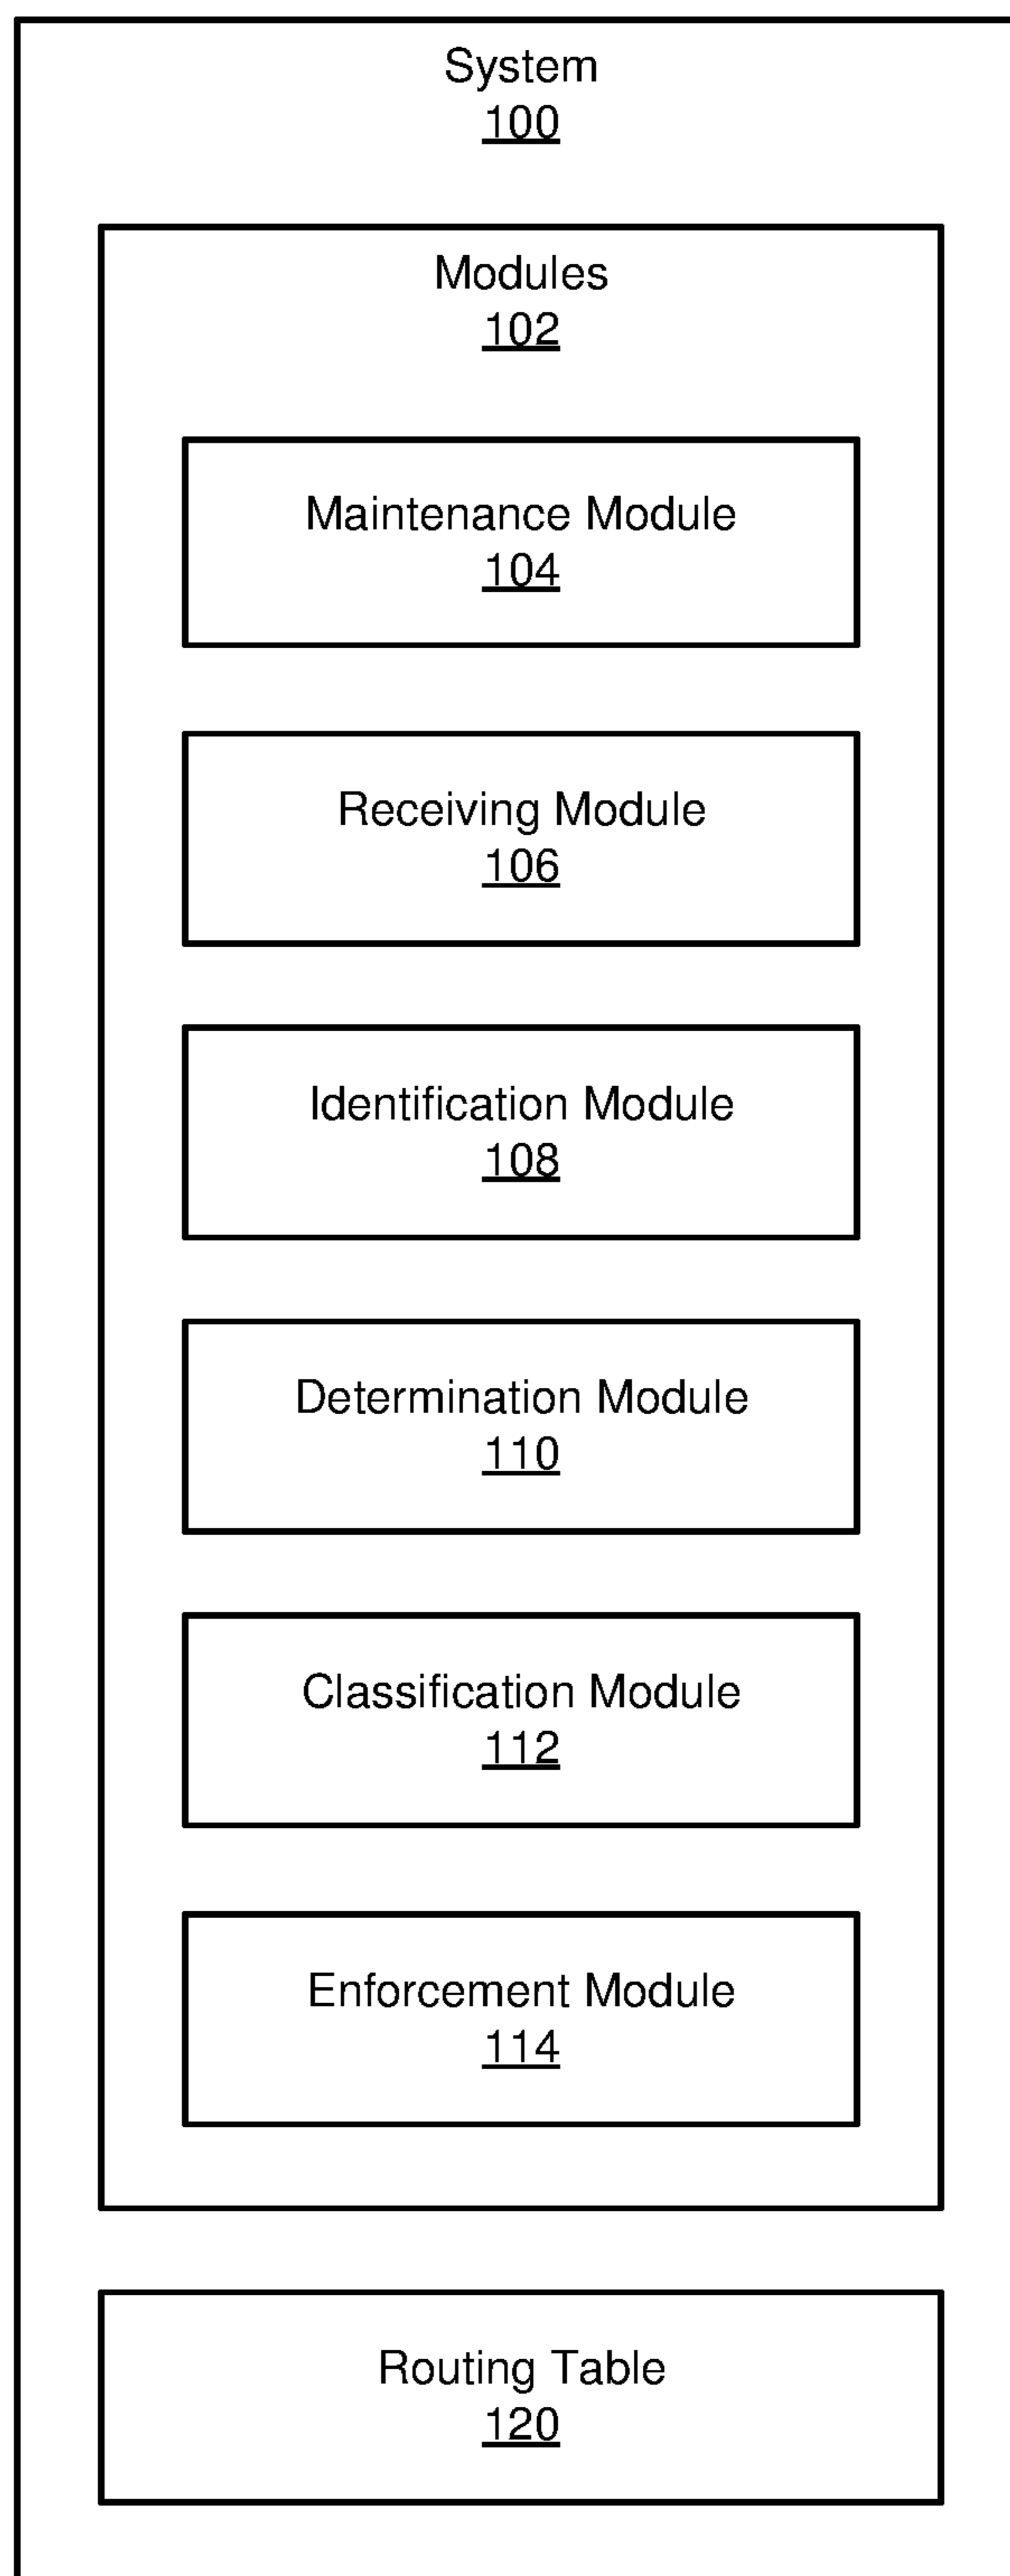 System
100
Modules
102
Maintenance Module
104
Receiving Module
106
Identification Module
108
Determination Module
110
Classification Module
112
Enforcement Module
114
Routing Table
120